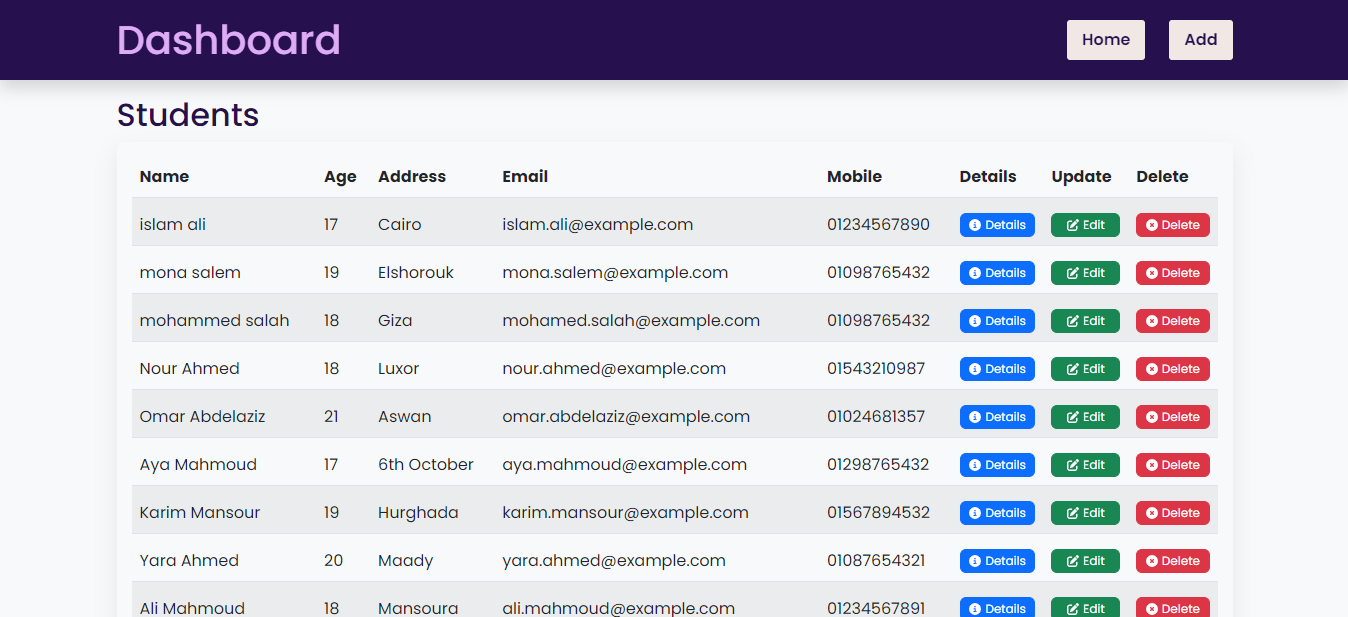 Dashboard Home Add
Students
Name Age Address Email Mobile Details Update Delete
islam ali 17 Cairo islam.ali@example.com 01234567890 Details Edit Delete
mona salem 19 Elshorouk mona.salem@example.com 01098765432 Details Edit Delete
mohammed salah 18 Giza mohamed.salah@example.com 01098765432 Details Edit Delete
Nour Ahmed 18 Luxor nour.ahmed@example.com 01543210987 Details Edit Delete
Omar Abdelaziz 21 Aswan omar.abdelaziz@example.com 01024681357 Details Edit Delete
Aya Mahmoud 17 6th October aya.mahmoud@example.com 01298765432 Details Edit Delete
Karim Mansour 19 Hurghada karim.mansour@example.com 01567894532 Details Edit Delete
Yara Ahmed 20 Maady yara.ahmed@example.com 01087654321 Details Edit Delete
Ali Mahmoud 18 Mansoura ali.mahmoud@example.com 01234567891 Details Edit Delete